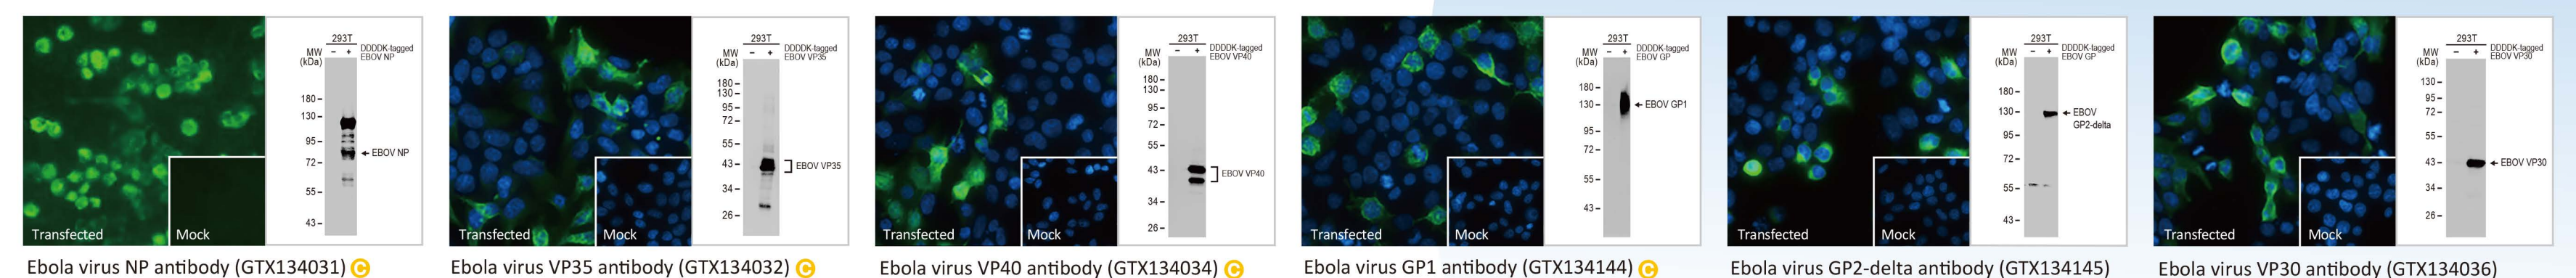 293T
MW
(kDa)
– +
DDDDK-tagged
EBOV NP
180
130
95
72
55
43
EBOV NP
Transfected
Mock
Ebola virus NP antibody (GTX134031) C
293T
MW
(kDa)
– +
DDDDK-tagged
EBOV VP35
180
130
95
72
55
43
34
26
EBOV VP35
Transfected
Mock
Ebola virus VP35 antibody (GTX134032) C
293T
MW
(kDa)
– +
DDDDK-tagged
EBOV VP40
180
130
95
72
55
43
34
26
EBOV VP40
Transfected
Mock
Ebola virus VP40 antibody (GTX134034) C
293T
MW
(kDa)
– +
DDDDK-tagged
EBOV GP
180
130
95
72
55
43
EBOV GP1
Transfected
Mock
Ebola virus GP1 antibody (GTX134144) C
293T
MW
(kDa)
– +
DDDDK-tagged
EBOV GP
180
130
95
72
55
43
EBOV
GP2-delta
Transfected
Mock
Ebola virus GP2-delta antibody (GTX134145)
293T
MW
(kDa)
– +
DDDDK-tagged
EBOV VP30
130
95
72
55
43
34
26
EBOV VP30
Transfected
Mock
Ebola virus VP30 antibody (GTX134036)